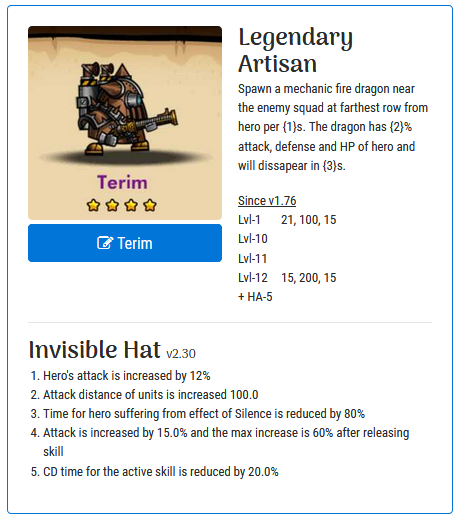 Legendary
Artisan
Spawn a mechanic fire dragon near
the enemy squad at farthest row from
hero per {1}s. The dragon has {2}%
attack, defense and HP of hero and
will dissapear in {3}s.
Terim
Terim
Since v1.76
Lvl-1 21, 100, 15
Lvl-10
Lvl-11
Lvl-12 15, 200, 15
+ HA-5
Invisible Hat v2.30
1. Hero's attack is increased by 12%
2. Attack distance of units is increased 100.0
3. Time for hero suffering from effect of Silence is reduced by 80%
4. Attack is increased by 15.0% and the max increase is 60% after releasing
skill
5. CD time for the active skill is reduced by 20.0%